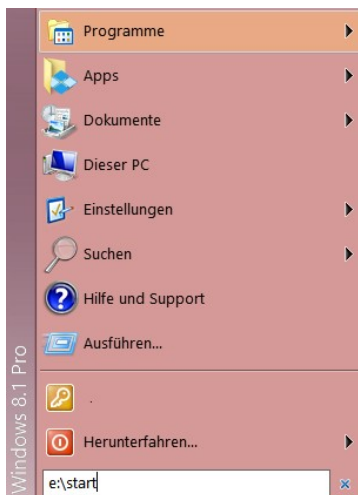 Programme
Apps
Dokumente
Dieser PC
Einstellungen
Suchen
Hilfe und Support
Ausführen...
.
Herunterfahren...
e:\start
Windows 8.1 Pro